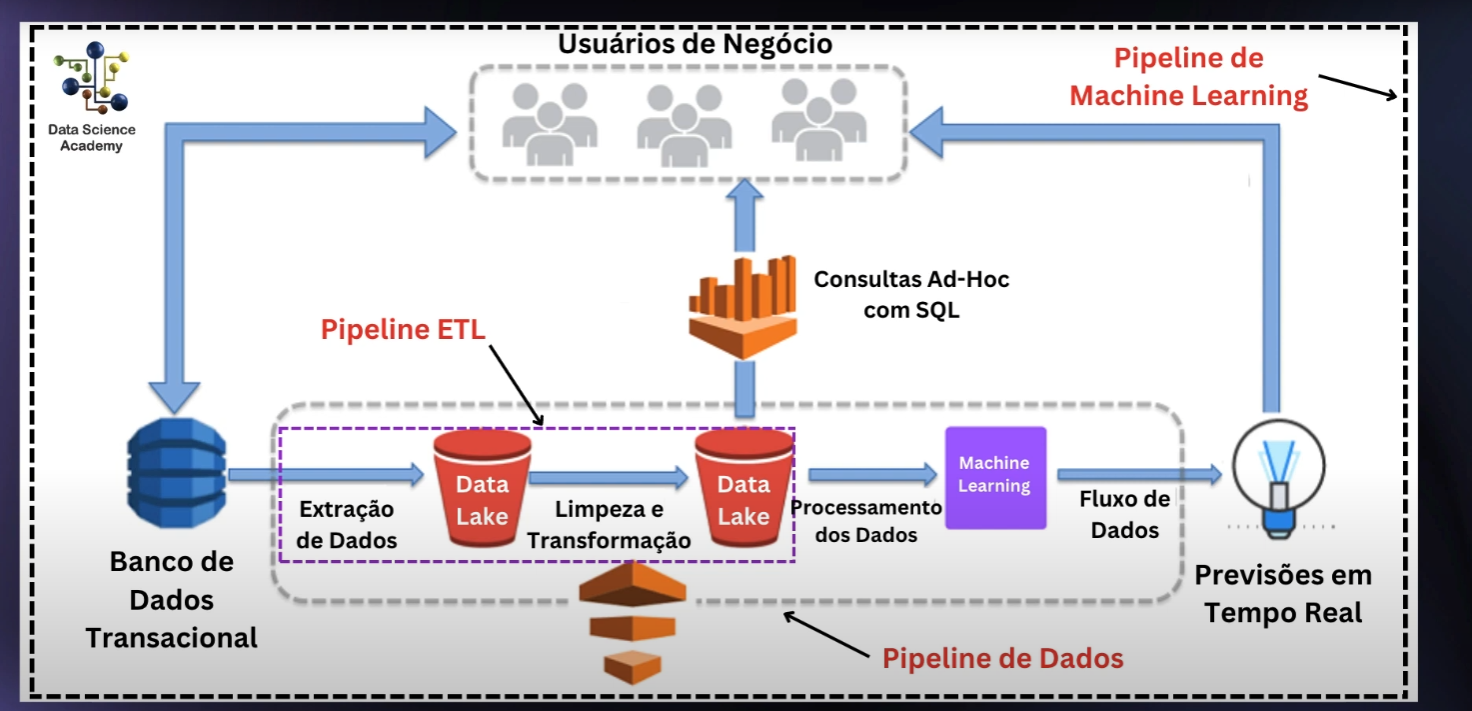 Usuários de Negócio
Pipeline de
Machine Learning
Data Science
Academy
Consultas Ad-Hoc
com SQL
Pipeline ETL
Data
Lake
Data
Lake
Machine
Learning
Extração
de Dados
Limpeza e
Transformação
Processamento
dos Dados
Fluxo de
Dados
Banco de
Dados
Transacional
Previsões em
Tempo Real
Pipeline de Dados